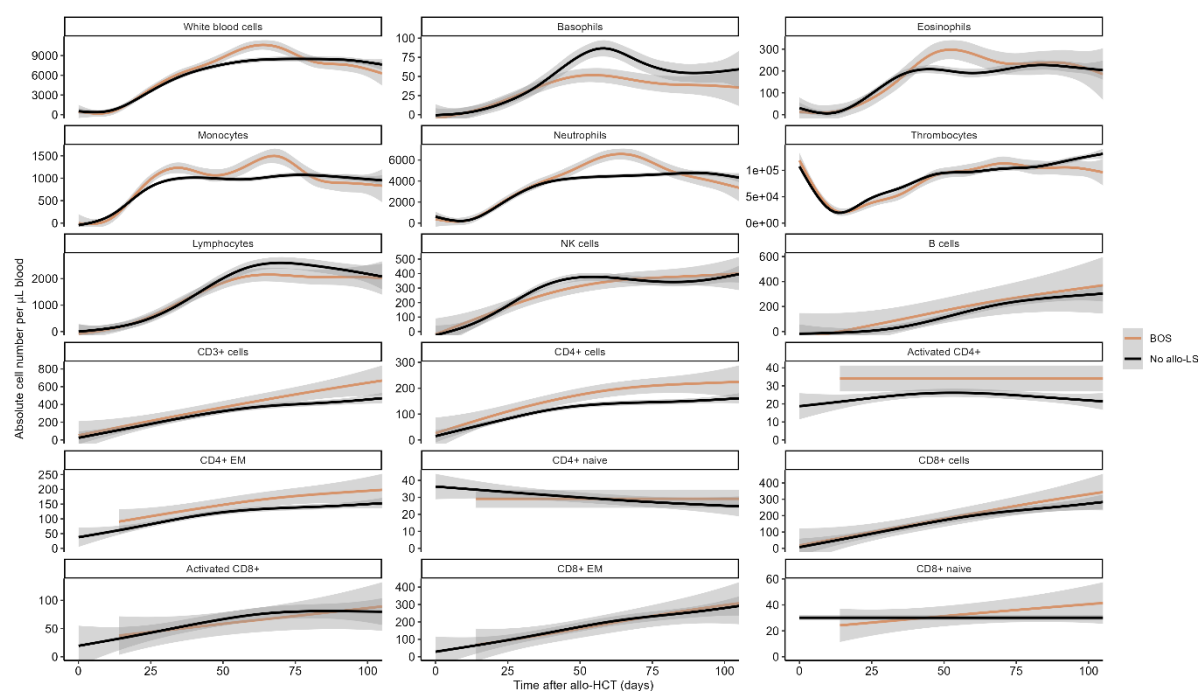 White blood cells
Basophils
Eosinophils
9000
6000
3000
0
100
75
50
25
0
300
200
100
0
Monocytes
Neutrophils
Thrombocytes
1500
1000
500
0
6000
4000
2000
0
1e+05
5e+04
0e+00
Lymphocytes
NK cells
B cells
2000
1000
0
500
400
300
200
100
0
600
400
200
0
CD3+ cells
CD4+ cells
Activated CD4+
800
600
400
200
0
300
200
100
0
40
30
20
10
0
CD4+ EM
CD4+ naive
CD8+ cells
250
200
150
100
50
0
40
30
20
10
0
400
300
200
100
0
Activated CD8+
CD8+ EM
CD8+ naive
100
50
0
400
300
200
100
0
60
40
20
0
0 25 50 75 100
0 25 50 75 100
0 25 50 75 100
Time after allo-HCT (days)
Absolute cell number per µL blood
BOS
No allo-LS